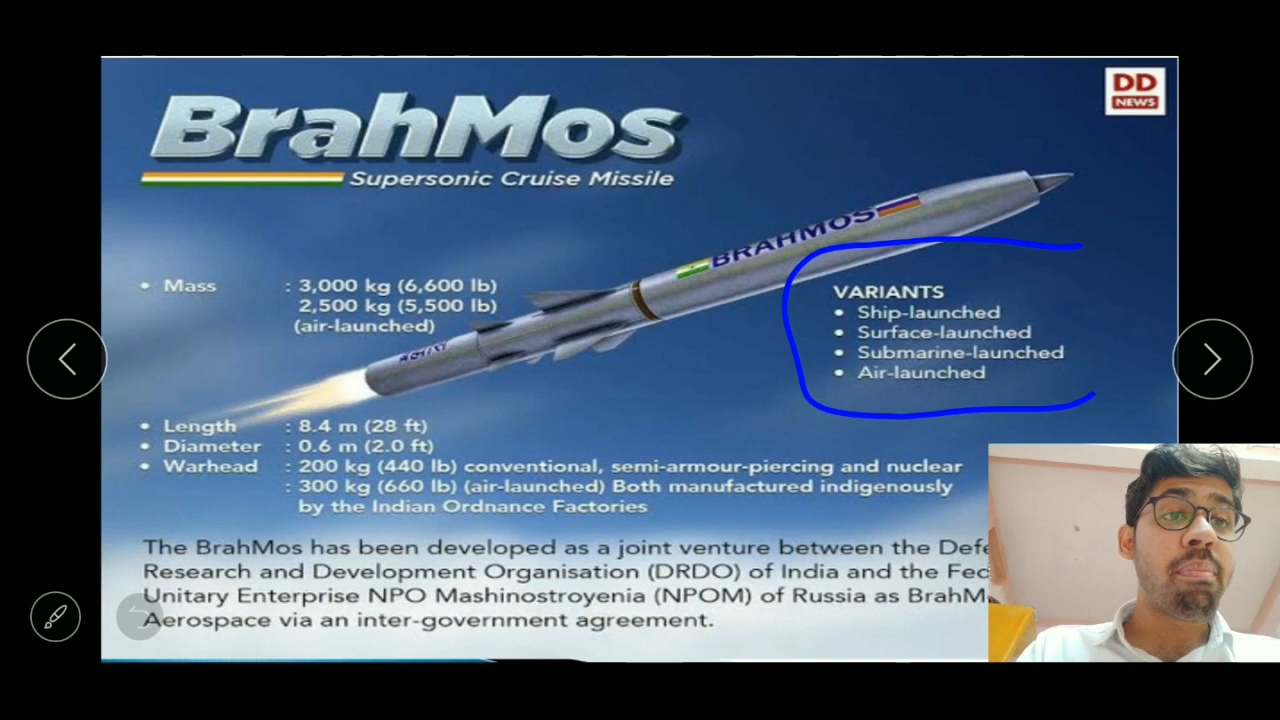 DD
NEWS
BrahMos
Supersonic Cruise Missile
BRAHMOS
• Mass : 3,000 kg (6,600 lb)
2,500 kg (5,500 lb)
(air-launched)
VARIANTS
• Ship-launched
• Surface-launched
• Submarine-launched
• Air-launched
• Length : 8.4 m (28 ft)
• Diameter : 0.6 m (2.0 ft)
• Warhead : 200 kg (440 lb) conventional, semi-armour-piercing and nuclear
: 300 kg (660 lb) (air-launched) Both manufactured indigenously
by the Indian Ordnance Factories
The BrahMos has been developed as a joint venture between the Defe
Research and Development Organisation (DRDO) of India and the Fed
Unitary Enterprise NPO Mashinostroyenia (NPOM) of Russia as BrahM
Aerospace via an inter-government agreement.